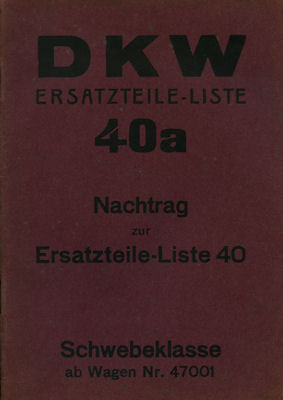 DKW
ERSATZTEILE-LISTE
40a
Nachtrag
zur
Ersatzteile-Liste 40
Schwebeklasse
ab Wagen Nr. 47001